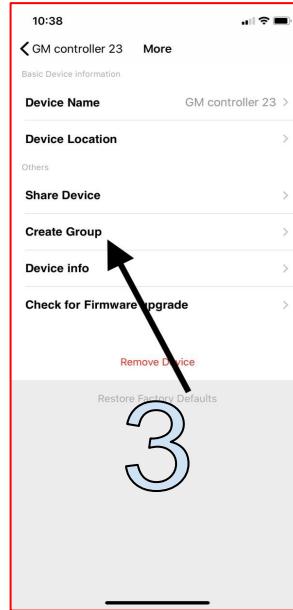 10:38
GM controller 23 More
Basic Device information
Device Name GM controller 23
Device Location
Others
Share Device
Create Group
Device info
Check for Firmware upgrade
Remove Device
Restore Factory Defaults
3